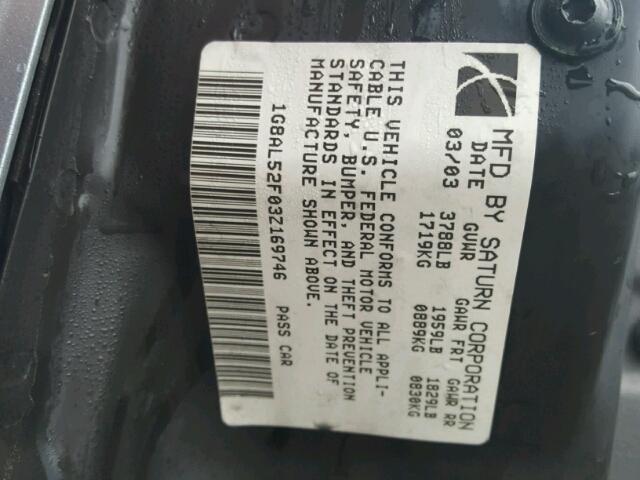 MFD BY SATURN CORPORATION
DATE GVWR GAWR FRT GAWR RR
03/03 3788LB 1959LB 1829LB
1719KG 0889KG 0830KG
THIS VEHICLE CONFORMS TO ALL APPLI-
CABLE U.S. FEDERAL MOTOR VEHICLE
SAFETY, BUMPER, AND THEFT PREVENTION
STANDARDS IN EFFECT ON THE DATE OF
MANUFACTURE SHOWN ABOVE.
1G8AL52F03Z169746 PASS CAR